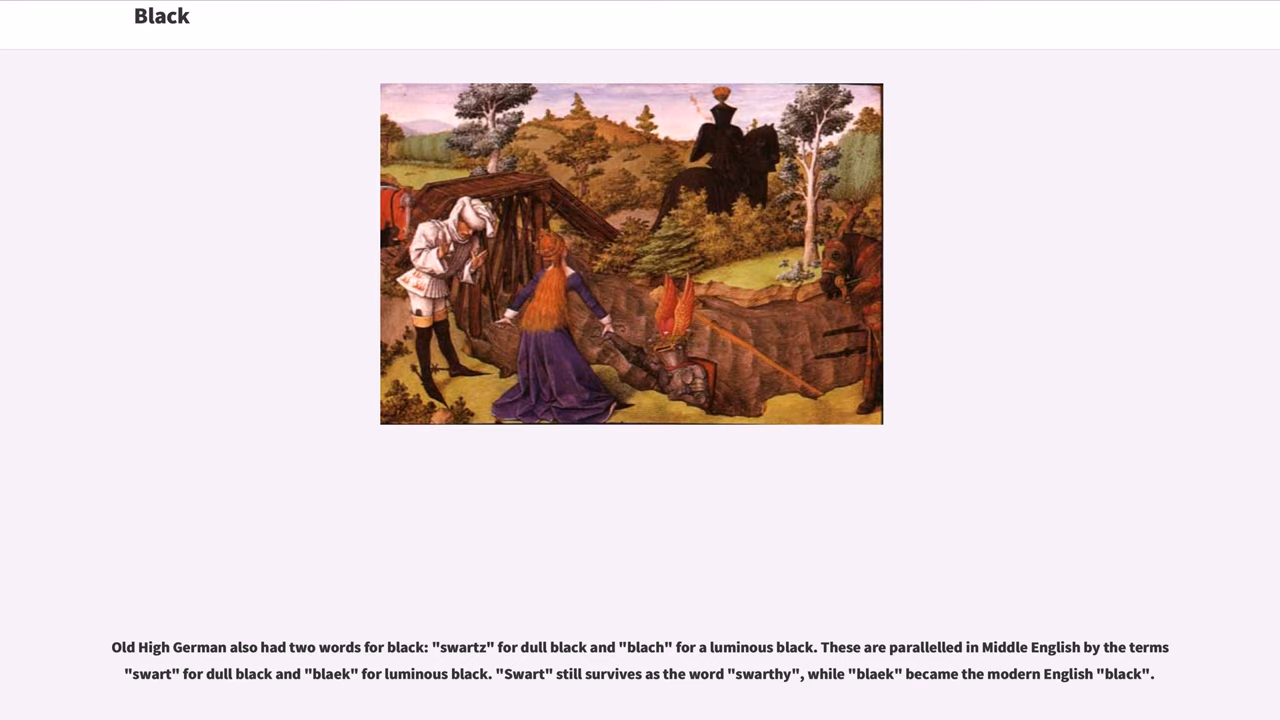 Black
Old High German also had two words for black: "swartz" for dull black and "blach" for a luminous black. These are parallelled in Middle English by the terms
"swart" for dull black and "blaek" for luminous black. "Swart" still survives as the word "swarthy", while "blaek" became the modern English "black".